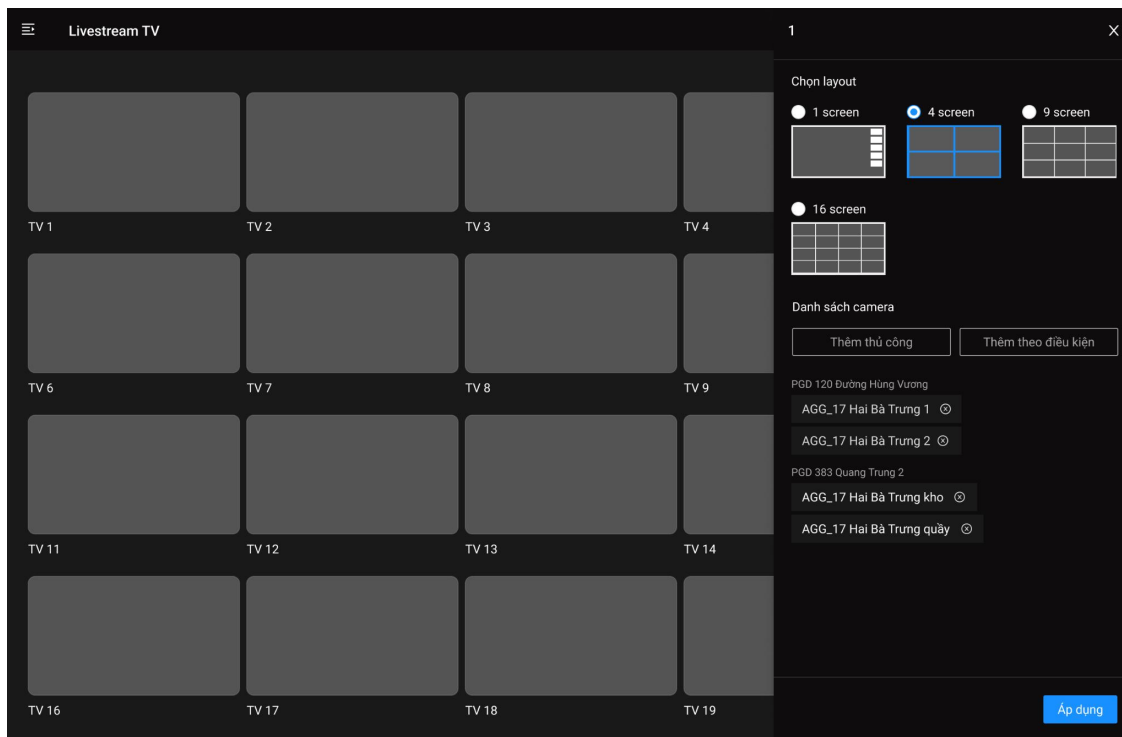 Livestream TV
1
Chọn layout
1 screen
4 screen
9 screen
16 screen
Danh sách camera
Thêm thủ công
Thêm theo điều kiện
PGD 120 Đường Hùng Vương
AGG_17 Hai Bà Trưng 1
AGG_17 Hai Bà Trưng 2
PGD 383 Quang Trung 2
AGG_17 Hai Bà Trưng kho
AGG_17 Hai Bà Trưng quầy
Áp dụng
TV 1
TV 2
TV 3
TV 4
TV 6
TV 7
TV 8
TV 9
TV 11
TV 12
TV 13
TV 14
TV 16
TV 17
TV 18
TV 19